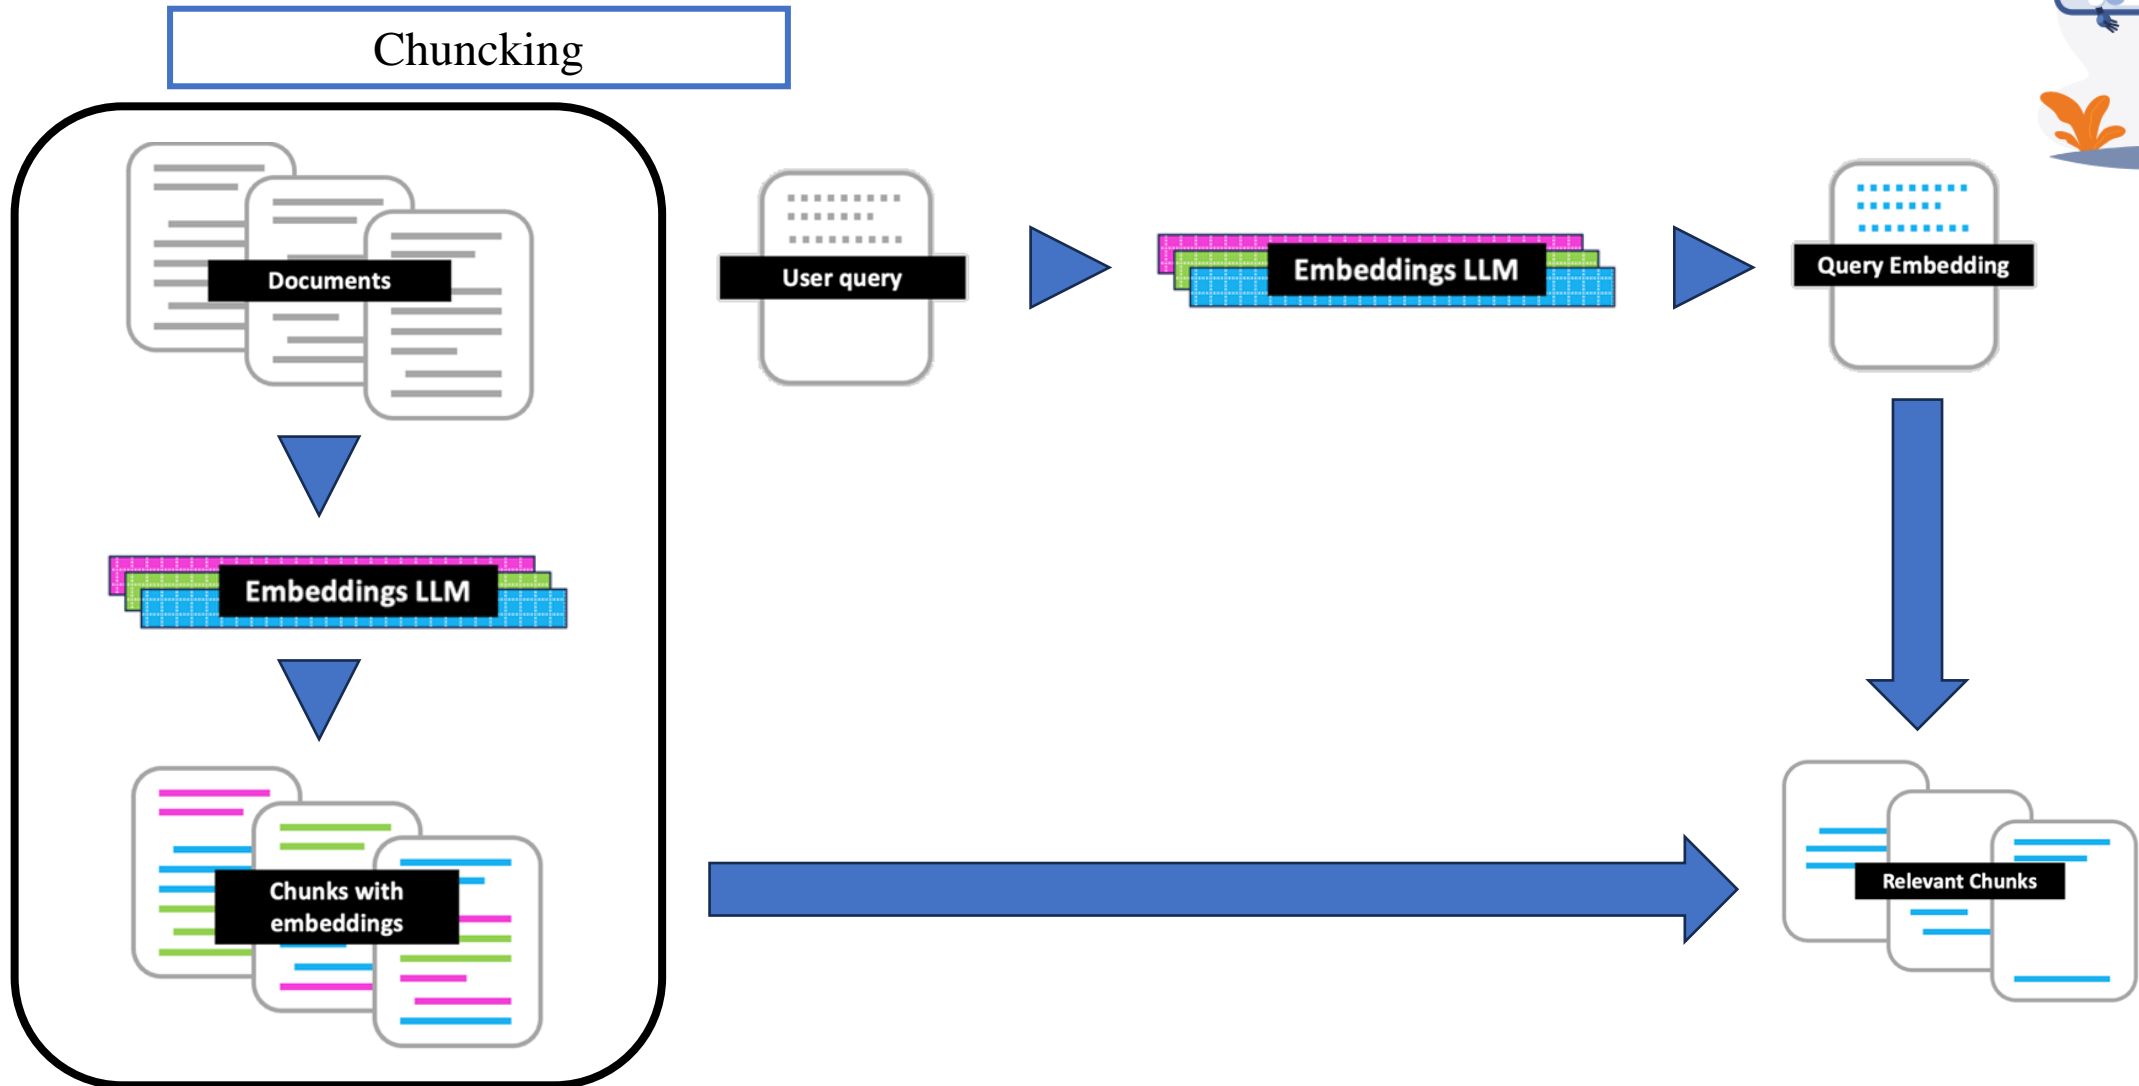 Chuncking
Documents
User query
Embeddings LLM
Query Embedding
Embeddings LLM
Chunks with
embeddings
Relevant Chunks